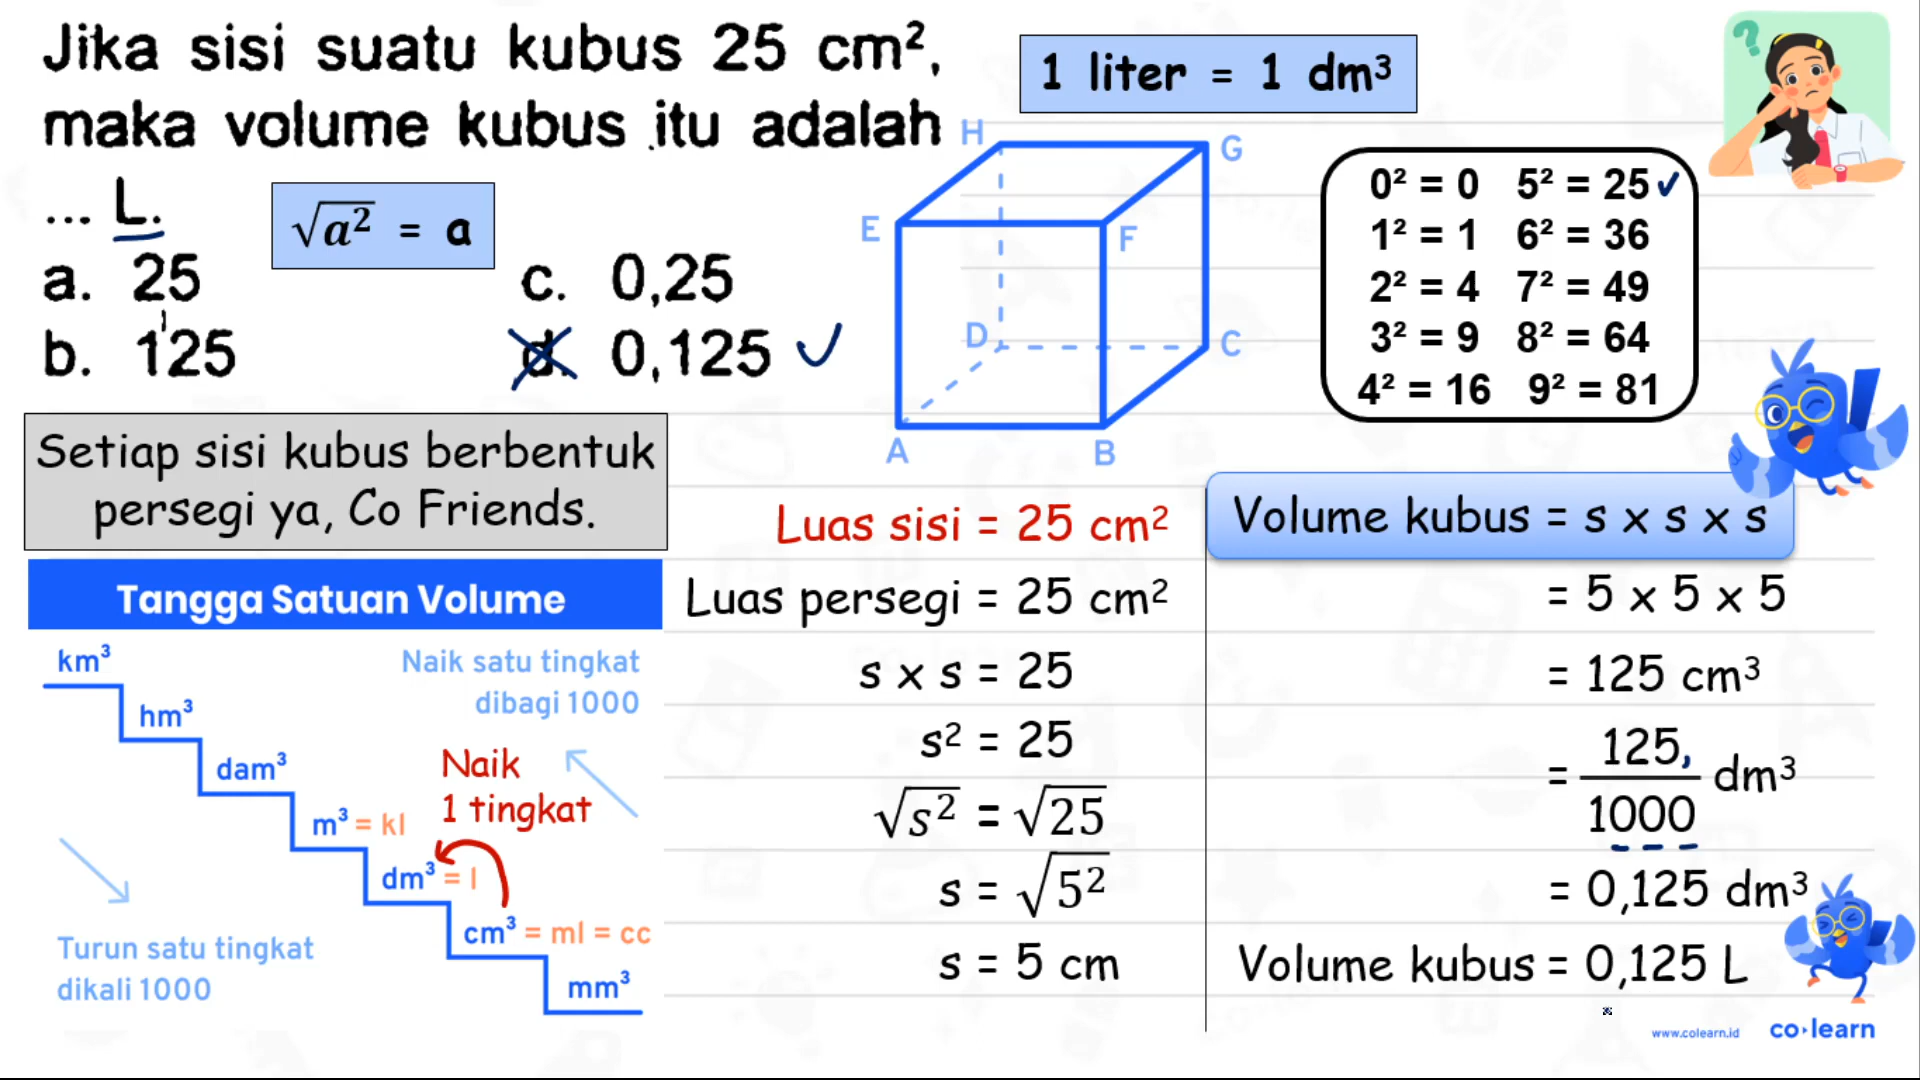 Jika sisi suatu kubus 25 cm²,
maka volume kubus itu adalah
... L.
a. 25
b. 125
c. 0,25
d. 0,125 ✓
√a² = a
1 liter = 1 dm³
H
G
E
F
D
C
A
B
?
0² = 0 5² = 25 ✓
1² = 1 6² = 36
2² = 4 7² = 49
3² = 9 8² = 64
4² = 16 9² = 81
Setiap sisi kubus berbentuk
persegi ya, Co Friends.
Tangga Satuan Volume
km³
hm³
dam³
m³ = kl
dm³ = l
cm³ = ml = cc
mm³
Naik satu tingkat
dibagi 1000
Naik
1 tingkat
Turun satu tingkat
dikali 1000
Luas sisi = 25 cm²
Luas persegi = 25 cm²
s x s = 25
s² = 25
√s² = √25
s = √5²
s = 5 cm
Volume kubus = s x s x s
= 5 x 5 x 5
= 125 cm³
= 125, / 1000 dm³
= 0,125 dm³
Volume kubus = 0,125 L
www.colearn.id
co learn